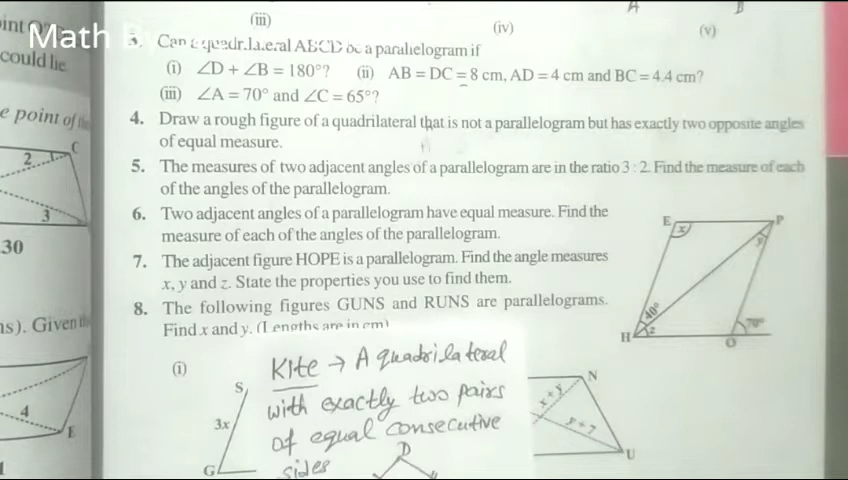 (iii) (iv) (v)
A B
int
Math
could lie.
3. Can a quadrilateral ABCD be a parallelogram if
(i) ∠D + ∠B = 180°? (ii) AB = DC = 8 cm, AD = 4 cm and BC = 4.4 cm?
(iii) ∠A = 70° and ∠C = 65°?
e point of
4. Draw a rough figure of a quadrilateral that is not a parallelogram but has exactly two opposite angles
of equal measure.
2 C
5. The measures of two adjacent angles of a parallelogram are in the ratio 3 : 2. Find the measure of each
of the angles of the parallelogram.
3
6. Two adjacent angles of a parallelogram have equal measure. Find the
measure of each of the angles of the parallelogram.
30
7. The adjacent figure HOPE is a parallelogram. Find the angle measures
x, y and z. State the properties you use to find them.
E x P y
40° z 70°
H O
8. The following figures GUNS and RUNS are parallelograms.
Find x and y. (Lengths are in cm)
s). Given
(i)
Kite → A quadrilateral
with exactly two pairs
of equal consecutive
sides
D
S
3x
G
N
x + y
y + 7
U
4
E